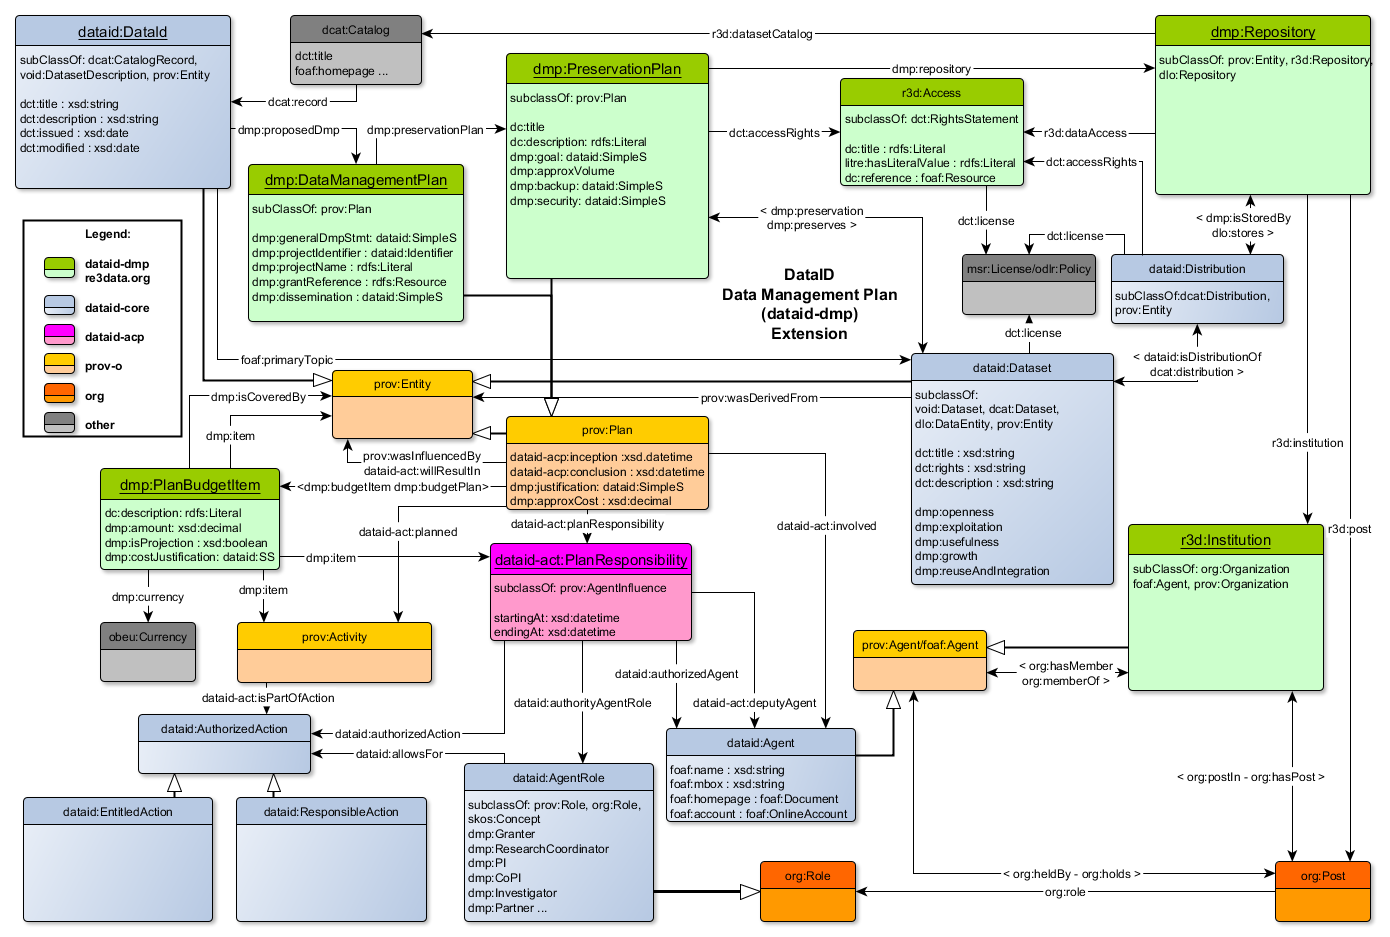 dataid:DataId
subClassOf: dcat:CatalogRecord,
void:DatasetDescription, prov:Entity
dct:title : xsd:string
dct:description : xsd:string
dct:issued : xsd:date
dct:modified : xsd:date
dcat:Catalog
dct:title
foaf:homepage ...
dcat:record
r3d:datasetCatalog
dmp:Repository
subClassOf: prov:Entity, r3d:Repository,
dlo:Repository
dmp:PreservationPlan
subclassOf: prov:Plan
dc:title
dc:description: rdfs:Literal
dmp:goal: dataid:SimpleS
dmp:approxVolume
dmp:backup: dataid:SimpleS
dmp:security: dataid:SimpleS
dmp:repository
r3d:Access
subclassOf: dct:RightsStatement
dc:title : rdfs:Literal
litre:hasLiteralValue : rdfs:Literal
dc:reference : foaf:Resource
dmp:proposedDmp
dmp:preservationPlan
dct:accessRights
r3d:dataAccess
dct:accessRights
dmp:DataManagementPlan
subClassOf: prov:Plan
dmp:generalDmpStmt: dataid:SimpleS
dmp:projectIdentifier : dataid:Identifier
dmp:projectName : rdfs:Literal
dmp:grantReference : rdfs:Resource
dmp:dissemination : dataid:SimpleS
Legend:
dataid-dmp
re3data.org
dataid-core
dataid-acp
prov-o
org
other
< dmp:preservation
dmp:preserves >
dct:license
dct:license
< dmp:isStoredBy
dlo:stores >
msr:License/odlr:Policy
dataid:Distribution
subClassOf:dcat:Distribution,
prov:Entity
DataID
Data Management Plan
(dataid-dmp)
Extension
dct:license
< dataid:isDistributionOf
dcat:distribution >
foaf:primaryTopic
prov:Entity
dataid:Dataset
subclassOf:
void:Dataset, dcat:Dataset,
dlo:DataEntity, prov:Entity
dct:title : xsd:string
dct:rights : xsd:string
dct:description : xsd:string
dmp:openness
dmp:exploitation
dmp:usefulness
dmp:growth
dmp:reuseAndIntegration
dmp:isCoveredBy
prov:wasDerivedFrom
dmp:item
prov:Plan
dataid-acp:inception :xsd.datetime
dataid-acp:conclusion : xsd:datetime
dmp:justification: dataid:SimpleS
dmp:approxCost : xsd:decimal
prov:wasInfluencedBy
dataid-act:willResultIn
<dmp:budgetItem dmp:budgetPlan>
r3d:institution
dmp:PlanBudgetItem
dc:description: rdfs:Literal
dmp:amount: xsd:decimal
dmp:isProjection : xsd:boolean
dmp:costJustification: dataid:SS
dataid-act:planned
dataid-act:planResponsibility
dataid-act:involved
r3d:post
dmp:item
dataid-act:PlanResponsibility
subclassOf: prov:AgentInfluence
startingAt: xsd:datetime
endingAt: xsd:datetime
r3d:Institution
subClassOf: org:Organization
foaf:Agent, prov:Organization
dmp:currency
dmp:item
obeu:Currency
prov:Activity
prov:Agent/foaf:Agent
< org:hasMember
org:memberOf >
dataid:authorizedAgent
dataid-act:isPartOfAction
dataid:authorityAgentRole
dataid-act:deputyAgent
dataid:AuthorizedAction
dataid:authorizedAction
dataid:allowsFor
dataid:Agent
foaf:name : xsd:string
foaf:mbox : xsd:string
foaf:homepage : foaf:Document
foaf:account : foaf:OnlineAccount
< org:postIn - org:hasPost >
dataid:AgentRole
subclassOf: prov:Role, org:Role,
skos:Concept
dmp:Granter
dmp:ResearchCoordinator
dmp:PI
dmp:CoPI
dmp:Investigator
dmp:Partner ...
dataid:EntitledAction
dataid:ResponsibleAction
org:Role
< org:heldBy - org:holds >
org:role
org:Post